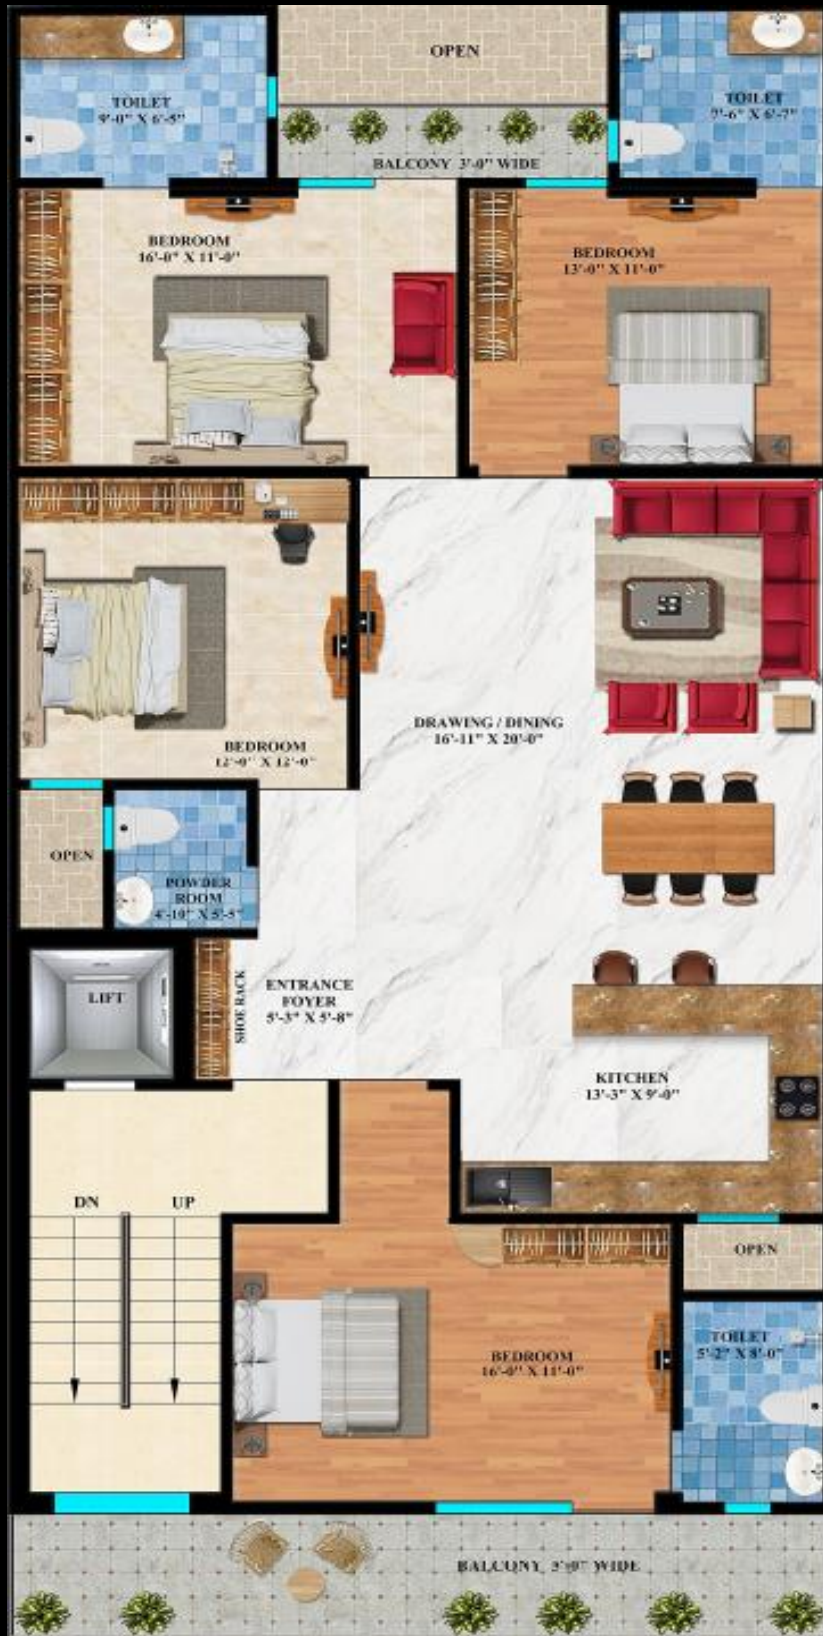 OPEN
TOILET
9'-0" X 6'-5"
TOILET
7'-6" X 6'-7"
BALCONY 3'-0" WIDE
BEDROOM
16'-0" X 11'-0"
BEDROOM
13'-0" X 11'-0"
BEDROOM
12'-0" X 12'-0"
DRAWING / DINING
16'-11" X 20'-0"
OPEN
POWDER
ROOM
4'-10" X 5'-5"
LIFT
SHOE RACK
ENTRANCE
FOYER
5'-3" X 5'-8"
KITCHEN
13'-3" X 9'-0"
DN
UP
OPEN
TOILET
5'-2" X 8'-0"
BEDROOM
16'-0" X 11'-0"
BALCONY WIDE